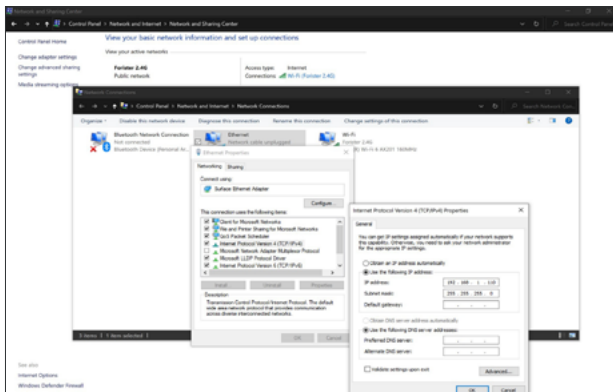 Network and Sharing Center
Control Panel > Network and Internet > Network and Sharing Center
Search Control Panel
Control Panel Home
Change adapter settings
Change advanced sharing settings
Media streaming options
View your basic network information and set up connections
View your active networks
Forister 2.4G
Public network
Access type: Internet
Connections: Wi-Fi (Forister 2.4G)
Network Connections
Control Panel > Network and Internet > Network Connections
Search Network Con...
Organize
Disable this network device
Diagnose this connection
Rename this connection
Change settings of this connection
Bluetooth Network Connection
Not connected
Bluetooth Device (Personal Ar...
Ethernet
Network cable unplugged
Wi-Fi
Forister 2.4G
Wi-Fi 6 AX201 160MHz
Ethernet Properties
Networking
Sharing
Connect using:
Surface Ethernet Adapter
Configure...
This connection uses the following items:
Client for Microsoft Networks
File and Printer Sharing for Microsoft Networks
QoS Packet Scheduler
Internet Protocol Version 4 (TCP/IPv4)
Microsoft Network Adapter Multiplexor Protocol
Microsoft LLDP Protocol Driver
Internet Protocol Version 6 (TCP/IPv6)
Install...
Uninstall
Properties
Description
Transmission Control Protocol/Internet Protocol. The default
wide area network protocol that provides communication
across diverse interconnected networks.
OK
Cancel
Internet Protocol Version 4 (TCP/IPv4) Properties
General
You can get IP settings assigned automatically if your network supports
this capability. Otherwise, you need to ask your network administrator
for the appropriate IP settings.
Obtain an IP address automatically
Use the following IP address:
IP address: 192 . 168 . 1 . 110
Subnet mask: 255 . 255 . 255 . 0
Default gateway: . . .
Obtain DNS server address automatically
Use the following DNS server addresses:
Preferred DNS server: . . .
Alternate DNS server: . . .
Validate settings upon exit
Advanced...
OK
Cancel
3 items
1 item selected
See also
Internet Options
Windows Defender Firewall